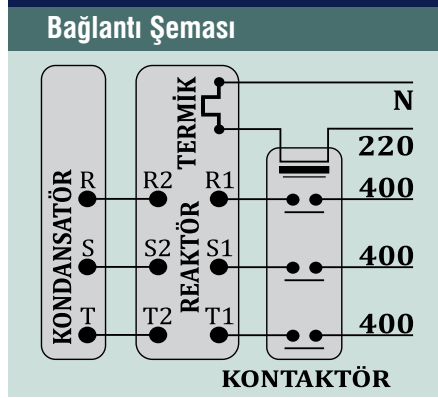 Bağlantı Şeması
N
TERMİK
220
R R2 R1 400
KONDANSATÖR
REAKTÖR
S S2 S1 400
T T2 T1 400
KONTAKTÖR